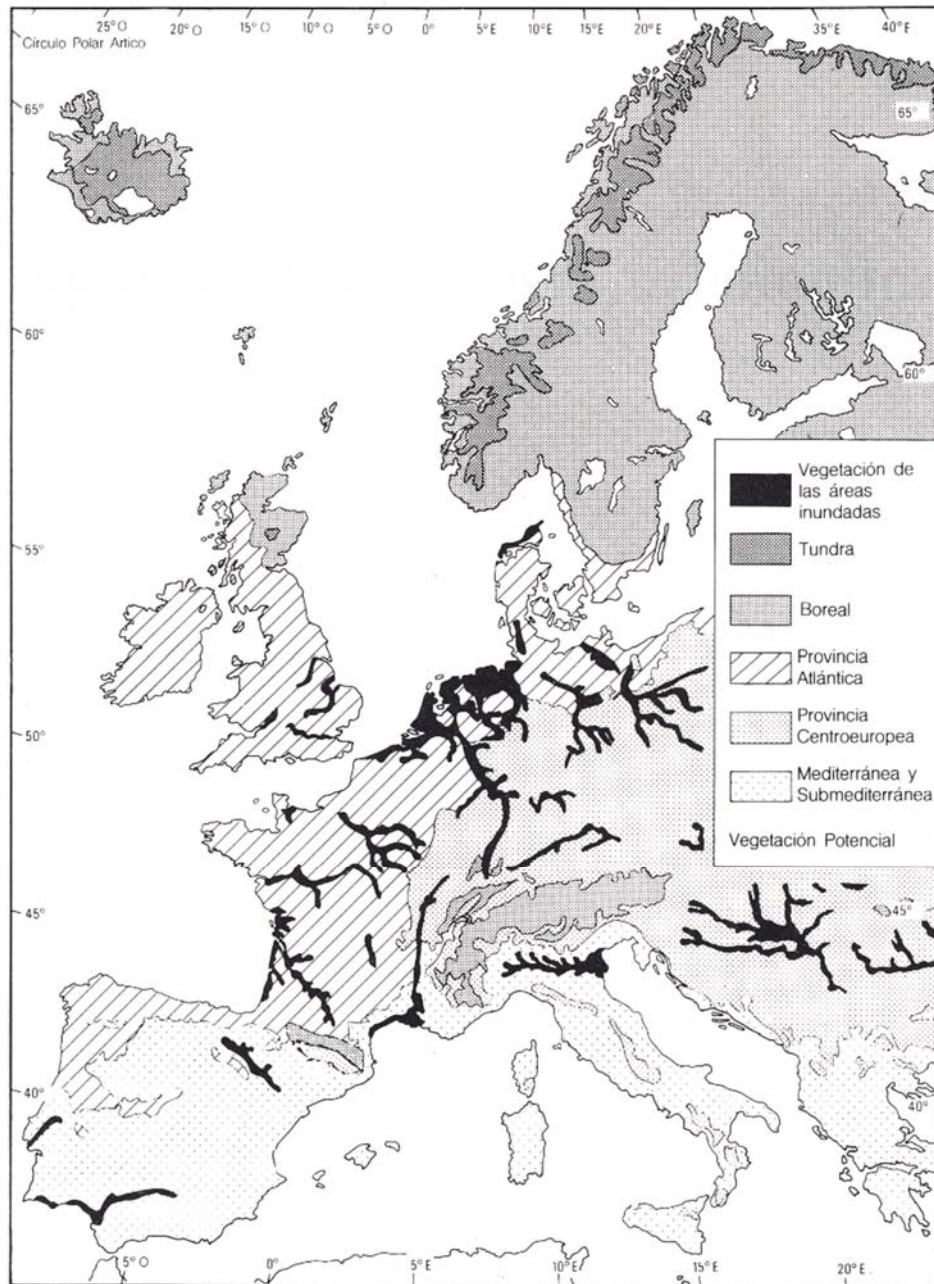 25° O
20° O
15° O
10° O
5° O
0°
5° E
10° E
15° E
35° E
40° E
Círculo Polar Artico
65°
65°
60°
60°
Vegetación de
las áreas
inundadas
55°
Tundra
Boreal
Provincia
Atlántica
50°
Provincia
Centroeuropea
Mediterránea y
Submediterránea
Vegetación Potencial
45°
45°
40°
40°
5° O
0°
5° E
10° E
15° E
20° E